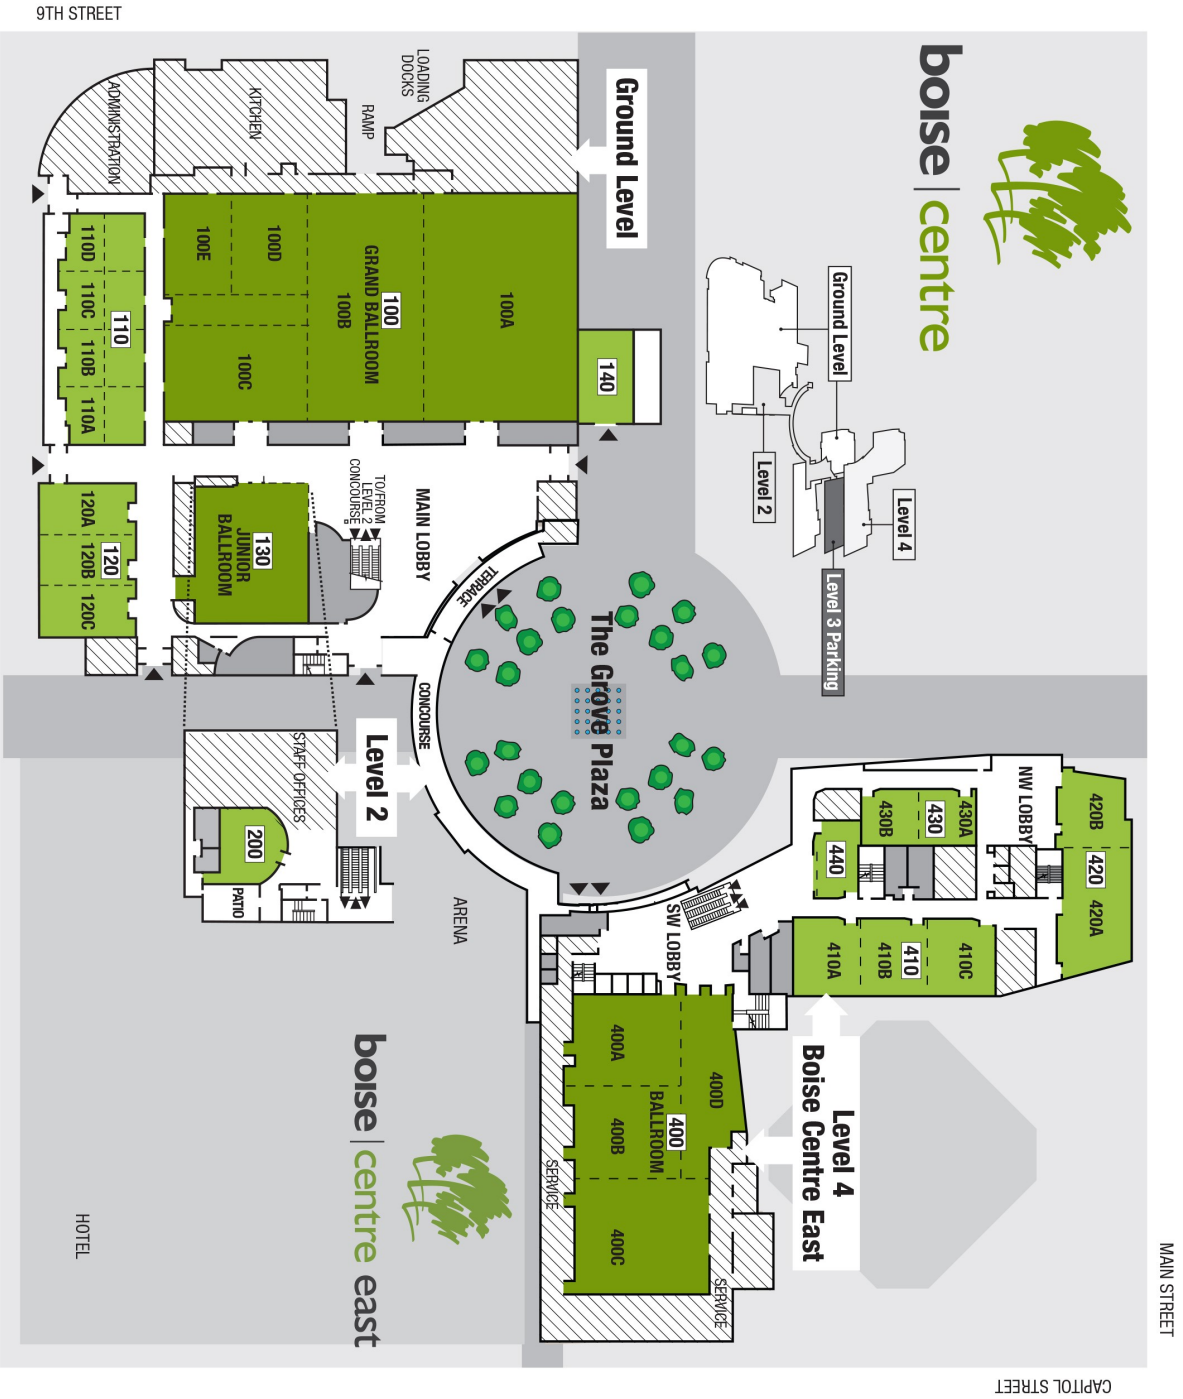 9TH STREET
boise | centre
Ground Level
Ground Level
Level 2
Level 4
Level 3 Parking
LOADING
DOCKS
RAMP
KITCHEN
ADMINISTRATION
100
GRAND BALLROOM
100A
100B
100C
100D
100E
140
110
110D
110C
110B
110A
120
120A
120B
120C
130
JUNIOR
BALLROOM
TO/FROM
LEVEL 2
CONCOURSE
MAIN LOBBY
TERRACE
CONCOURSE
The Grove Plaza
Level 2
STAFF OFFICES
200
PATIO
ARENA
NW LOBBY
420B
420
420A
430A
430
430B
440
410A
410B
410
410C
SW LOBBY
400A
400B
400C
400D
400
BALLROOM
SERVICE
SERVICE
Level 4
Boise Centre East
boise | centre east
HOTEL
MAIN STREET
CAPITOL STREET